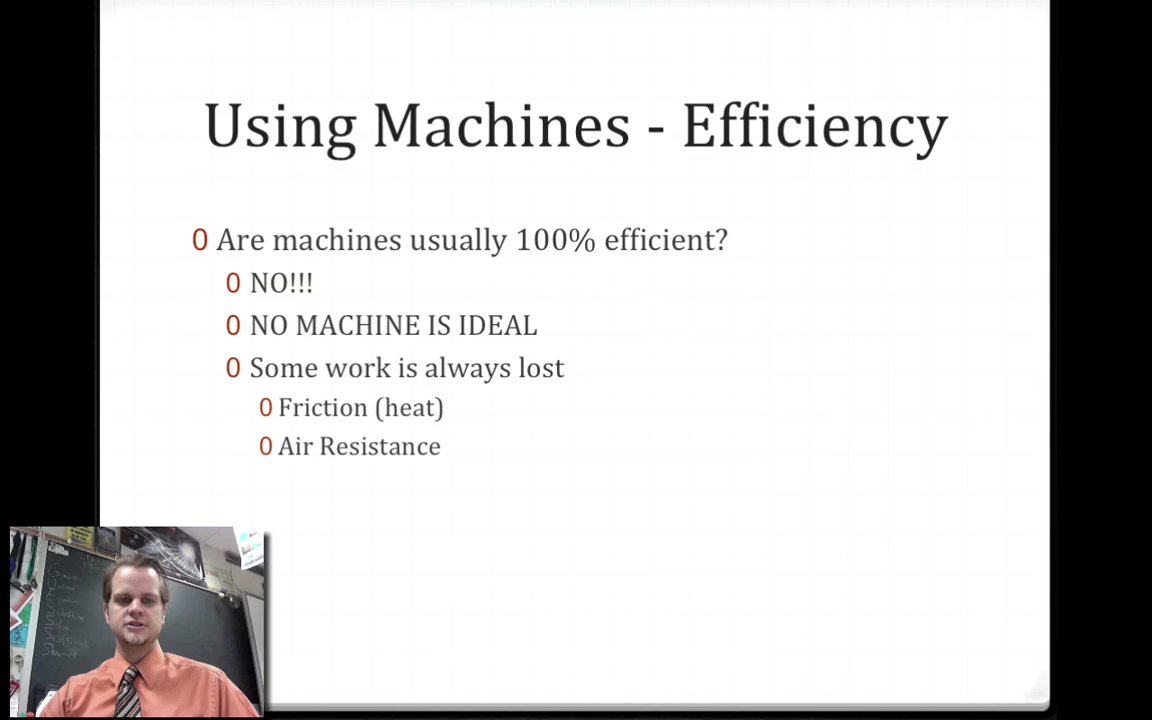 Using Machines - Efficiency
0 Are machines usually 100% efficient?
0 NO!!!
0 NO MACHINE IS IDEAL
0 Some work is always lost
0 Friction (heat)
0 Air Resistance